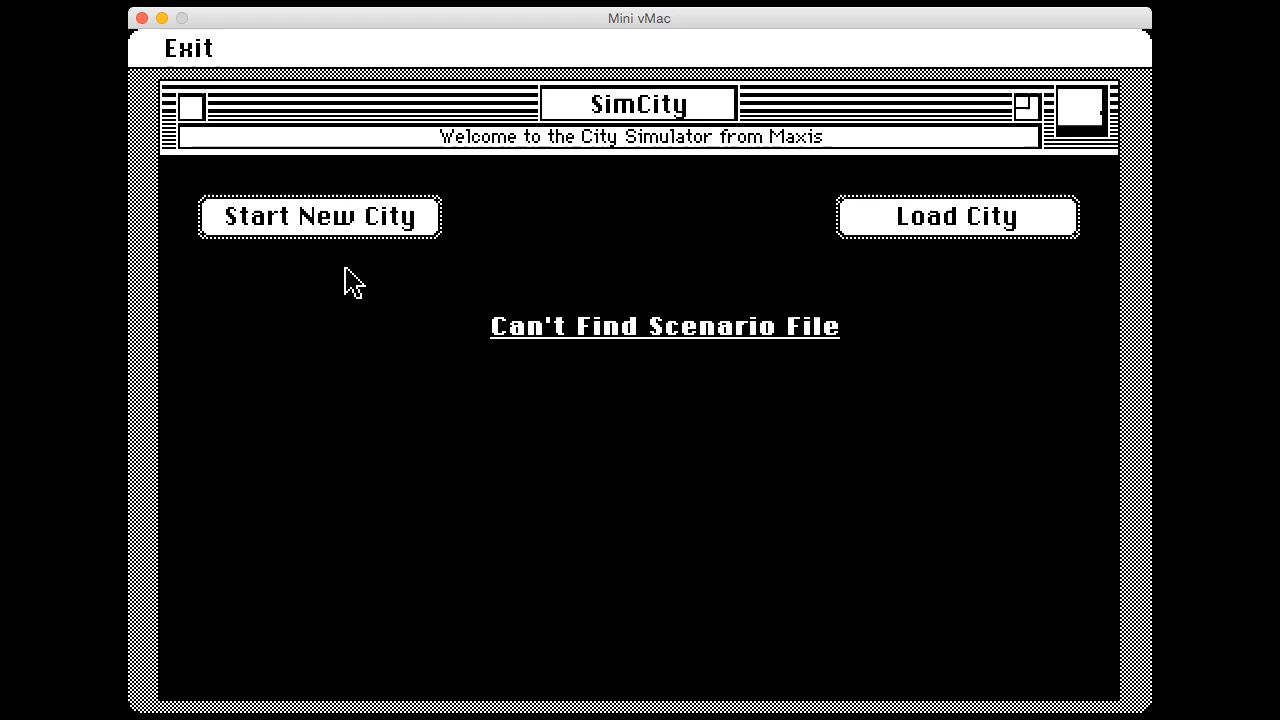 Mini vMac
Exit
SimCity
Welcome to the City Simulator from Maxis
Start New City
Load City
Can't Find Scenario File